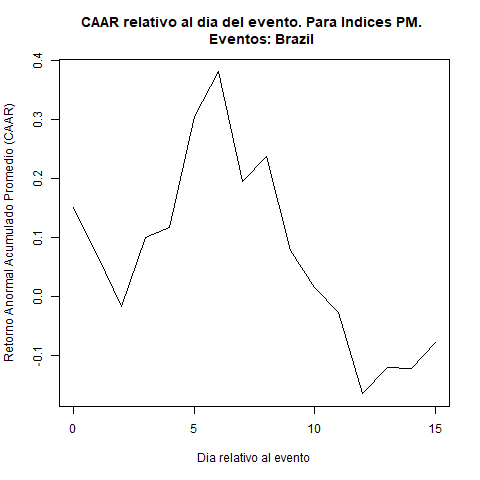 CAAR relativo al dia del evento. Para Indices PM.
Eventos: Brazil
Retorno Anormal Acumulado Promedio (CAAR)
0.4
0.3
0.2
0.1
0.0
-0.1
0
5
10
15
Dia relativo al evento